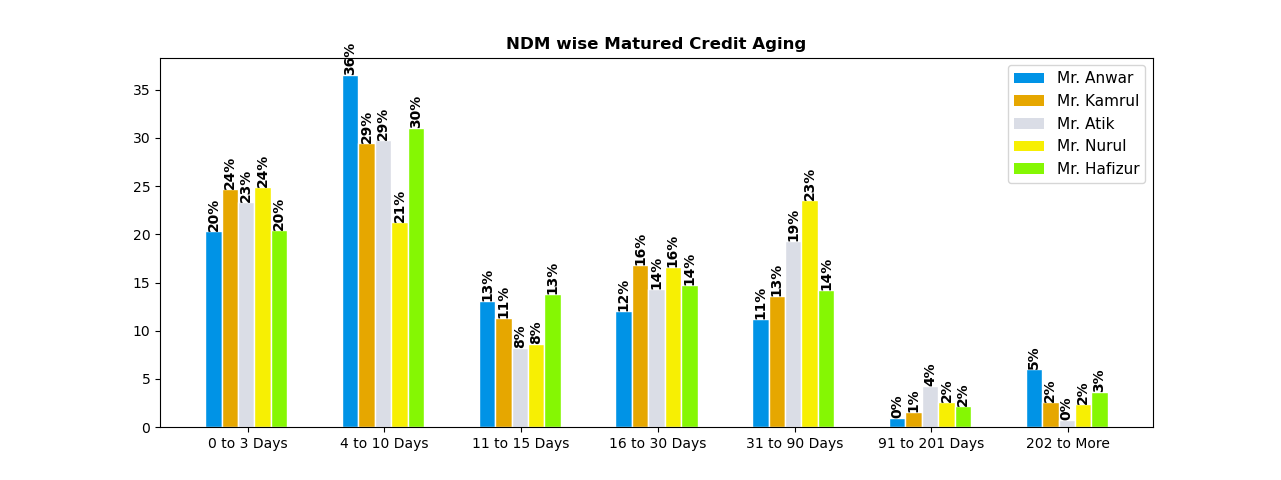 NDM wise Matured Credit Aging
Mr. Anwar
Mr. Kamrul
Mr. Atik
Mr. Nurul
Mr. Hafizur
35
30
25
20
15
10
5
0
20% 24% 23% 24% 20%
36% 29% 29% 21% 30%
13% 11% 8% 8% 13%
12% 16% 14% 16% 14%
11% 13% 19% 23% 14%
0% 1% 4% 2% 2%
5% 2% 0% 2% 3%
0 to 3 Days 4 to 10 Days 11 to 15 Days 16 to 30 Days 31 to 90 Days 91 to 201 Days 202 to More